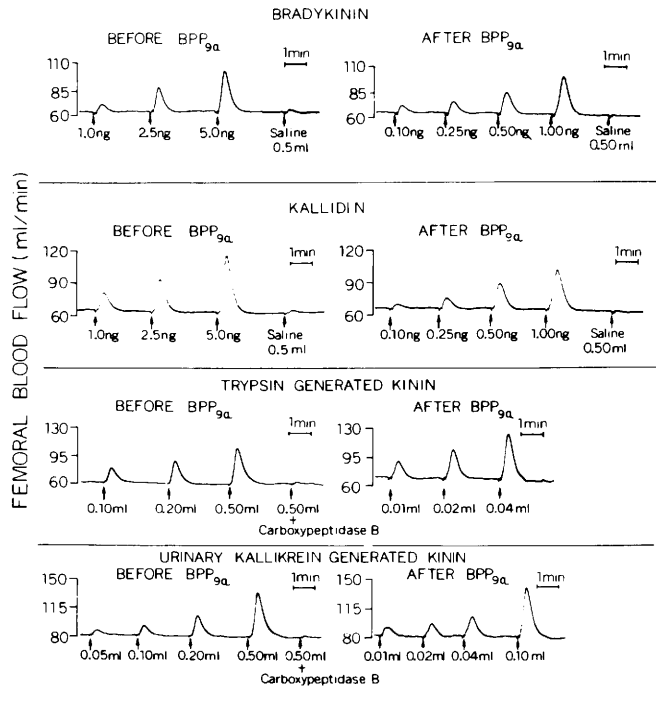 BRADYKININ
BEFORE BPP9a
1min
AFTER BPP9a
1min
110
85
60
1.0ng 2.5ng 5.0ng Saline
0.5ml
110
85
60
0.10ng 0.25ng 0.50ng 1.00ng Saline
0.50ml
FEMORAL BLOOD FLOW (ml/min)
KALLIDIN
BEFORE BPP9a
1min
AFTER BPP9a
1min
120
90
60
1.0ng 2.5ng 5.0ng Saline
0.5ml
120
90
60
0.10ng 0.25ng 0.50ng 1.00ng Saline
0.50ml
TRYPSIN GENERATED KININ
BEFORE BPP9a
1min
AFTER BPP9a
1min
130
95
60
0.10ml 0.20ml 0.50ml 0.50ml
+
Carboxypeptidase B
130
95
60
0.01ml 0.02ml 0.04ml
URINARY KALLIKREIN GENERATED KININ
BEFORE BPP9a
1min
AFTER BPP9a
1min
150
115
80
0.05ml 0.10ml 0.20ml 0.50ml 0.50ml
+
Carboxypeptidase B
150
115
80
0.01ml 0.02ml 0.04ml 0.10ml